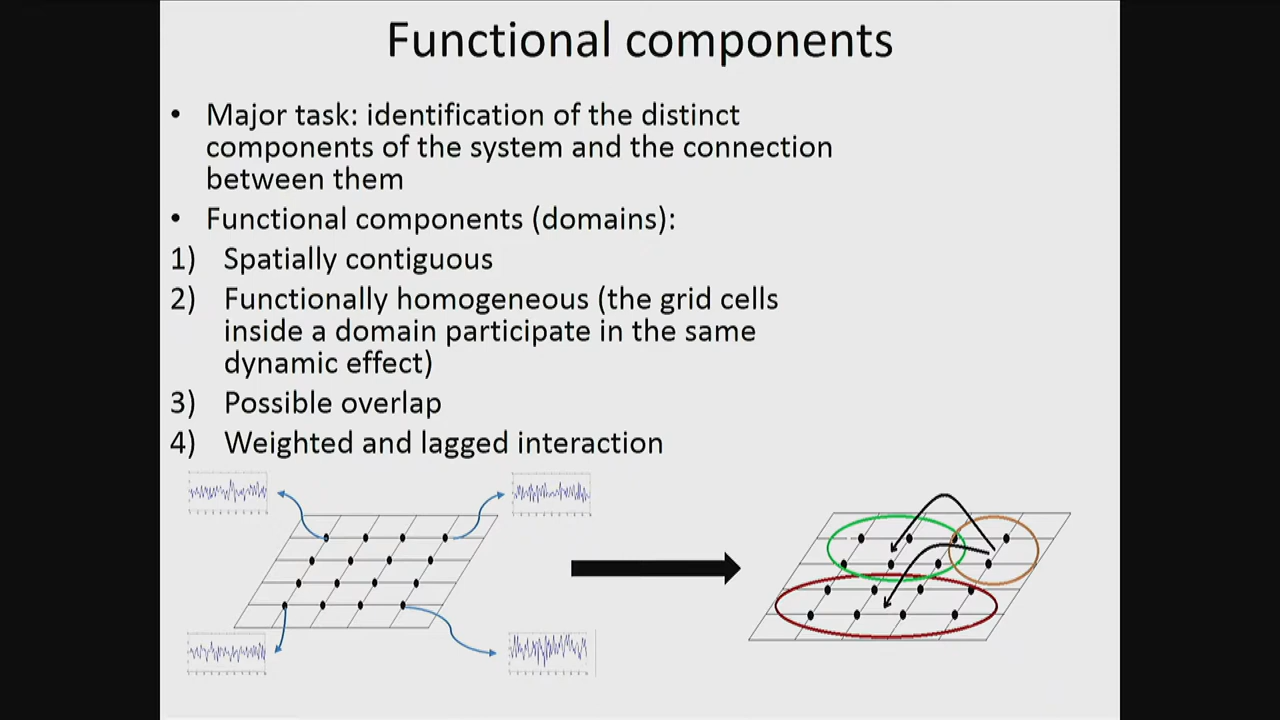 Functional components
• Major task: identification of the distinct
components of the system and the connection
between them
• Functional components (domains):
1) Spatially contiguous
2) Functionally homogeneous (the grid cells
inside a domain participate in the same
dynamic effect)
3) Possible overlap
4) Weighted and lagged interaction